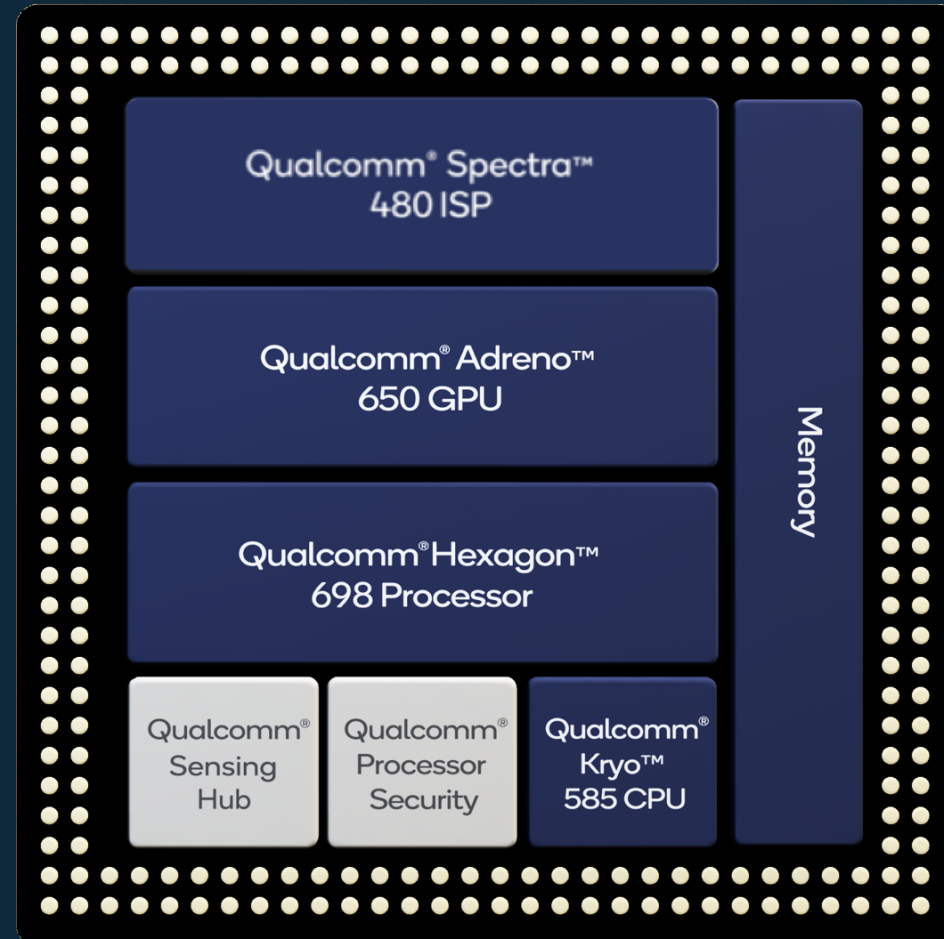 Qualcomm® Spectra™
480 ISP
Qualcomm® Adreno™
650 GPU
Qualcomm® Hexagon™
698 Processor
Qualcomm®
Sensing
Hub
Qualcomm®
Processor
Security
Qualcomm®
Kryo™
585 CPU
Memory